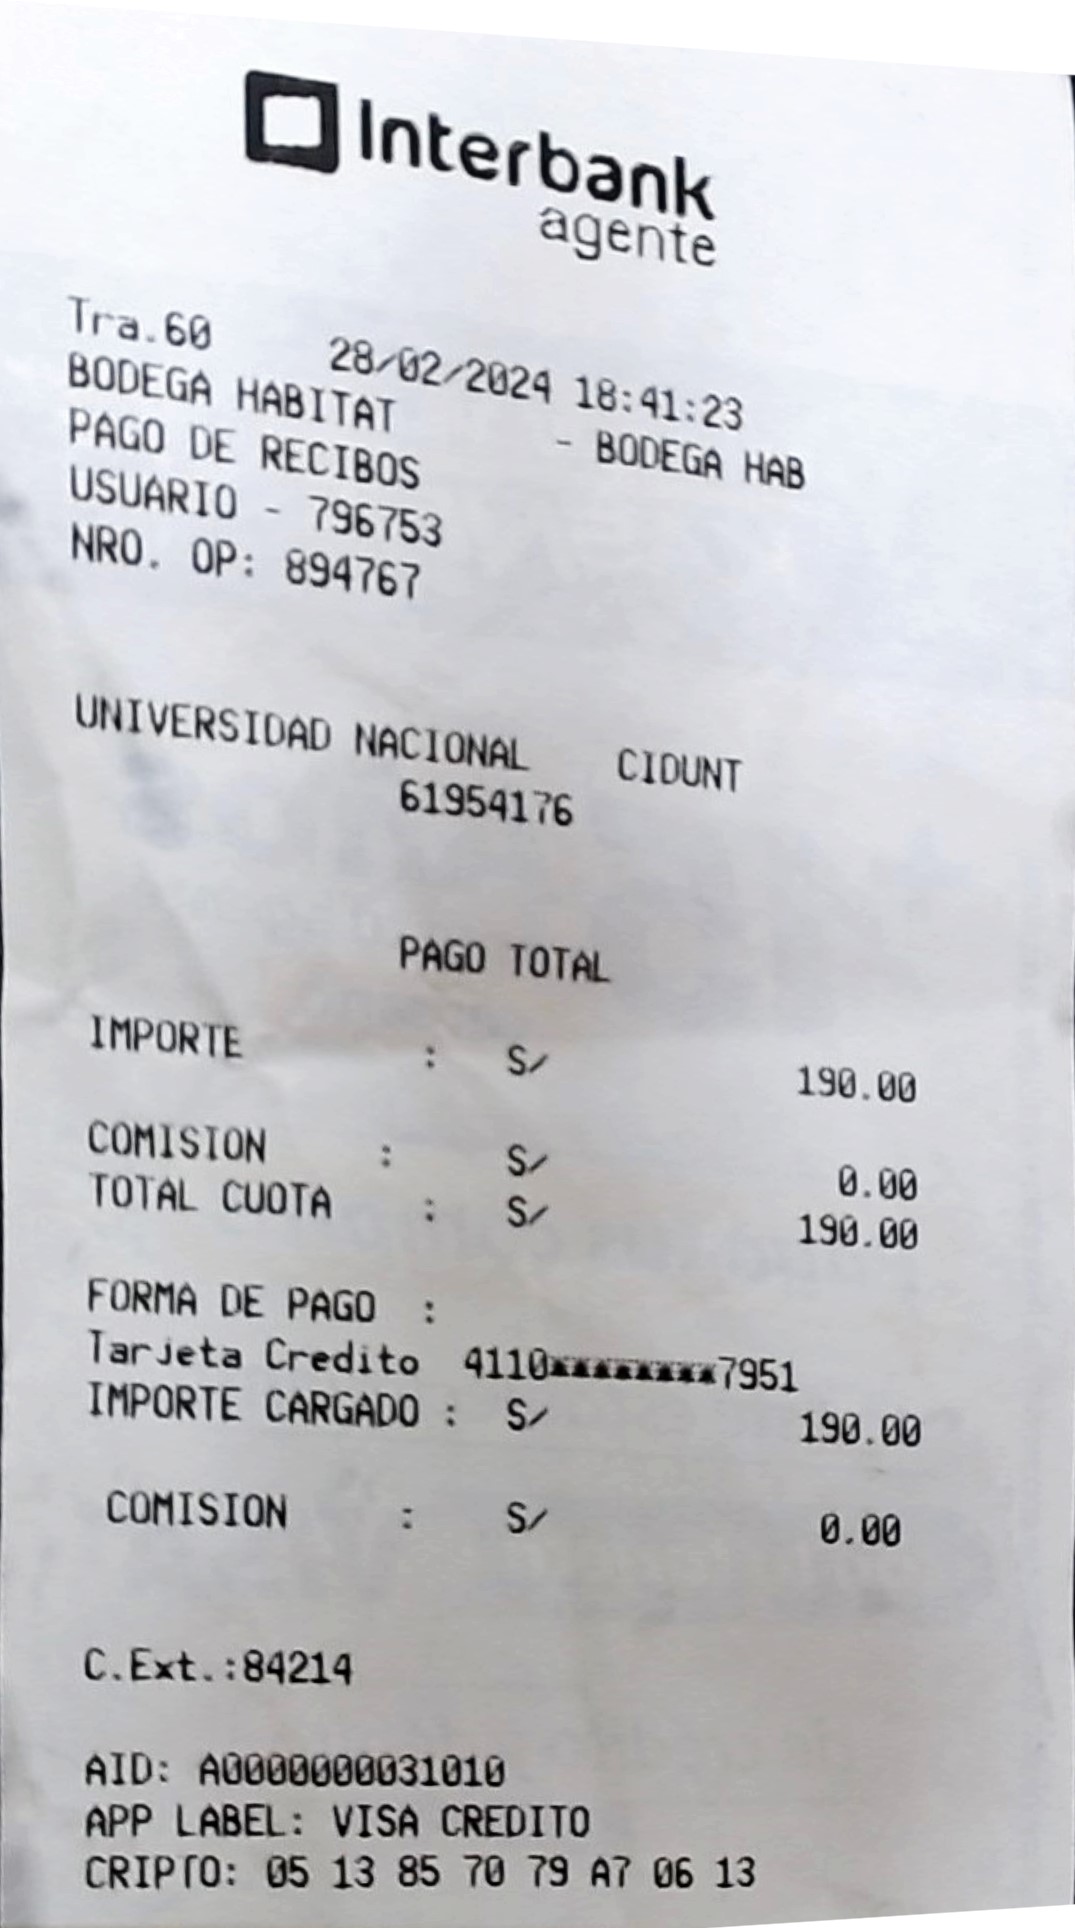 Interbank
agente
Tra.60 28/02/2024 18:41:23
BODEGA HABITAT - BODEGA HAB
PAGO DE RECIBOS
USUARIO - 796753
NRO. OP: 894767
UNIVERSIDAD NACIONAL CIDUNT
61954176
PAGO TOTAL
IMPORTE : S/ 190.00
COMISION : S/ 0.00
TOTAL CUOTA : S/ 190.00
FORMA DE PAGO :
Tarjeta Credito 4110********7951
IMPORTE CARGADO : S/ 190.00
COMISION : S/ 0.00
C.Ext.:84214
AID: A0000000031010
APP LABEL: VISA CREDITO
CRIPTO: 05 13 85 70 79 A7 06 13